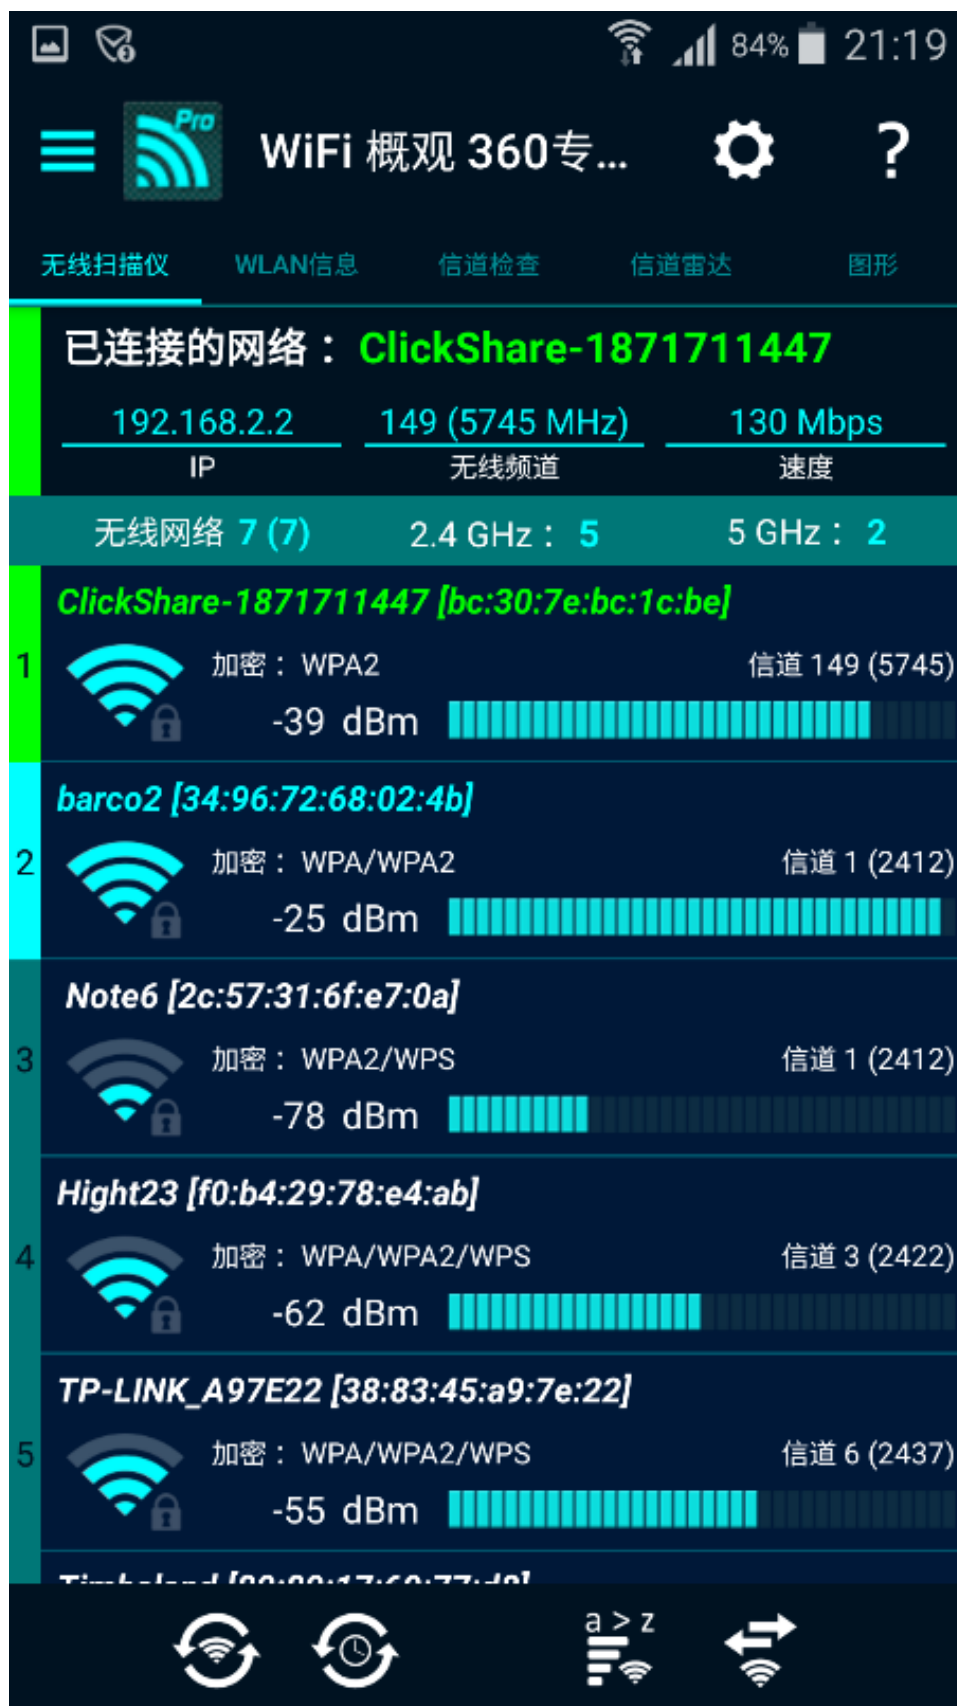 84% 21:19
Pro
WiFi 概观 360专...
?
无线扫描仪 WLAN信息 信道检查 信道雷达 图形
已连接的网络： ClickShare-1871711447
192.168.2.2 149 (5745 MHz) 130 Mbps
IP 无线频道 速度
无线网络 7 (7) 2.4 GHz： 5 5 GHz： 2
ClickShare-1871711447 [bc:30:7e:bc:1c:be]
1 加密： WPA2 信道 149 (5745)
-39 dBm
barco2 [34:96:72:68:02:4b]
2 加密： WPA/WPA2 信道 1 (2412)
-25 dBm
Note6 [2c:57:31:6f:e7:0a]
3 加密： WPA2/WPS 信道 1 (2412)
-78 dBm
Hight23 [f0:b4:29:78:e4:ab]
4 加密： WPA/WPA2/WPS 信道 3 (2422)
-62 dBm
TP-LINK_A97E22 [38:83:45:a9:7e:22]
5 加密： WPA/WPA2/WPS 信道 6 (2437)
-55 dBm
a > z